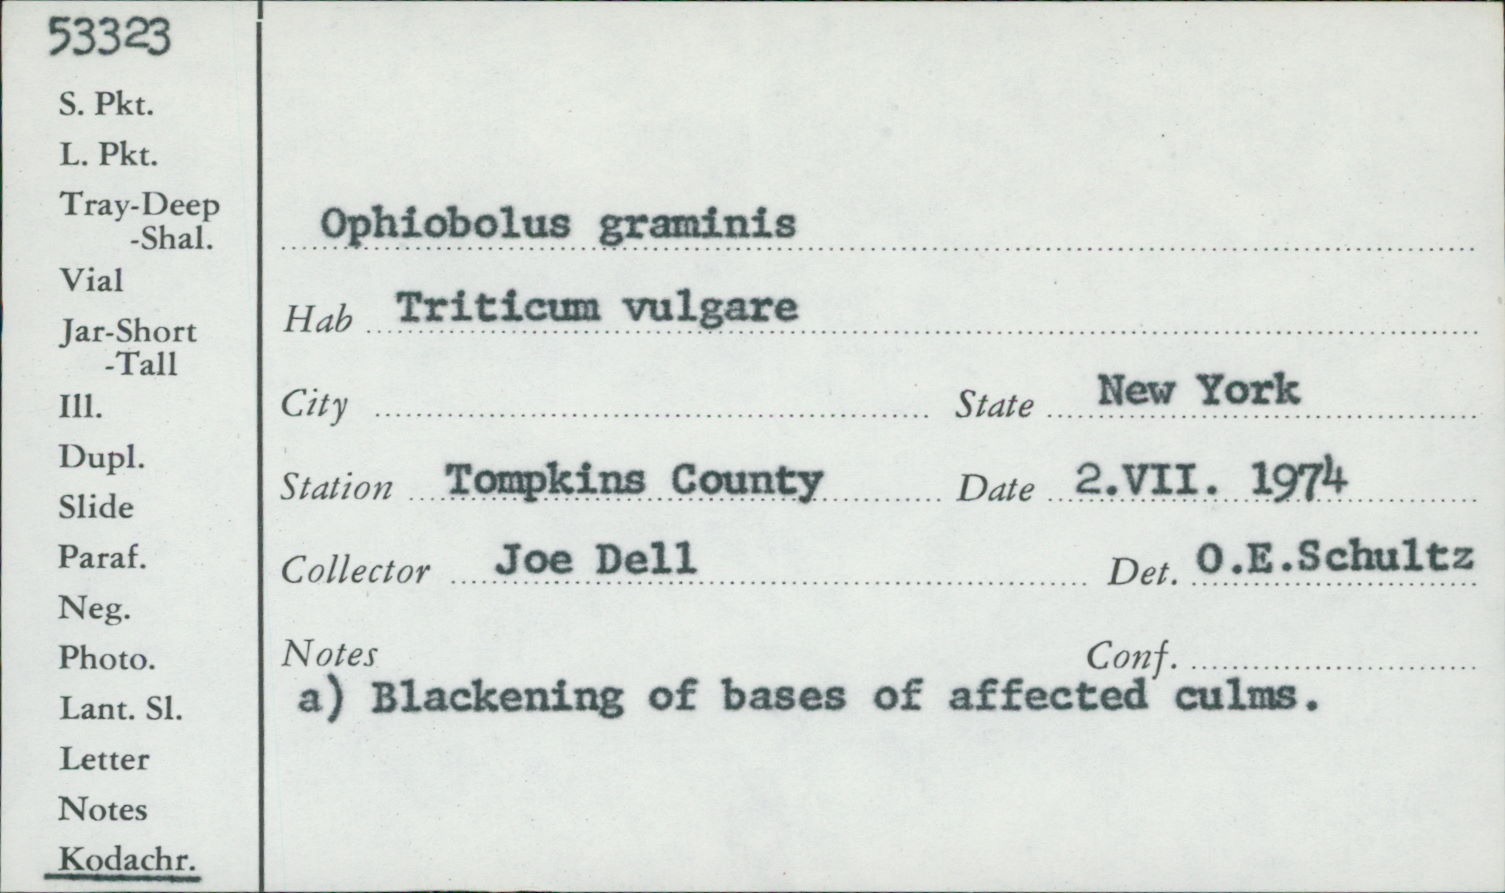 53323
S. Pkt.
L. Pkt.
Tray-Deep
-Shal.
Vial
Jar-Short
-Tall
Ill.
Dupl.
Slide
Paraf.
Neg.
Photo.
Lant. Sl.
Letter
Notes
Kodachr.
Ophiobolus graminis
Hab Triticum vulgare
City State New York
Station Tompkins County Date 2.VII. 1974
Collector Joe Dell Det. O.E.Schultz
Notes Conf.
a) Blackening of bases of affected culms.